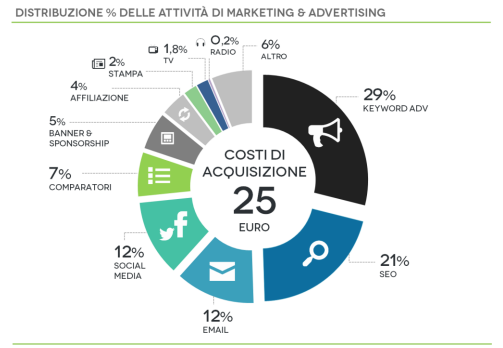 DISTRIBUZIONE % DELLE ATTIVITÀ DI MARKETING & ADVERTISING
0,2%
RADIO
6%
ALTRO
1,8%
TV
2%
STAMPA
4%
AFFILIAZIONE
5%
BANNER &
SPONSORSHIP
7%
COMPARATORI
12%
SOCIAL
MEDIA
12%
EMAIL
21%
SEO
29%
KEYWORD ADV
COSTI DI
ACQUISIZIONE
25
EURO